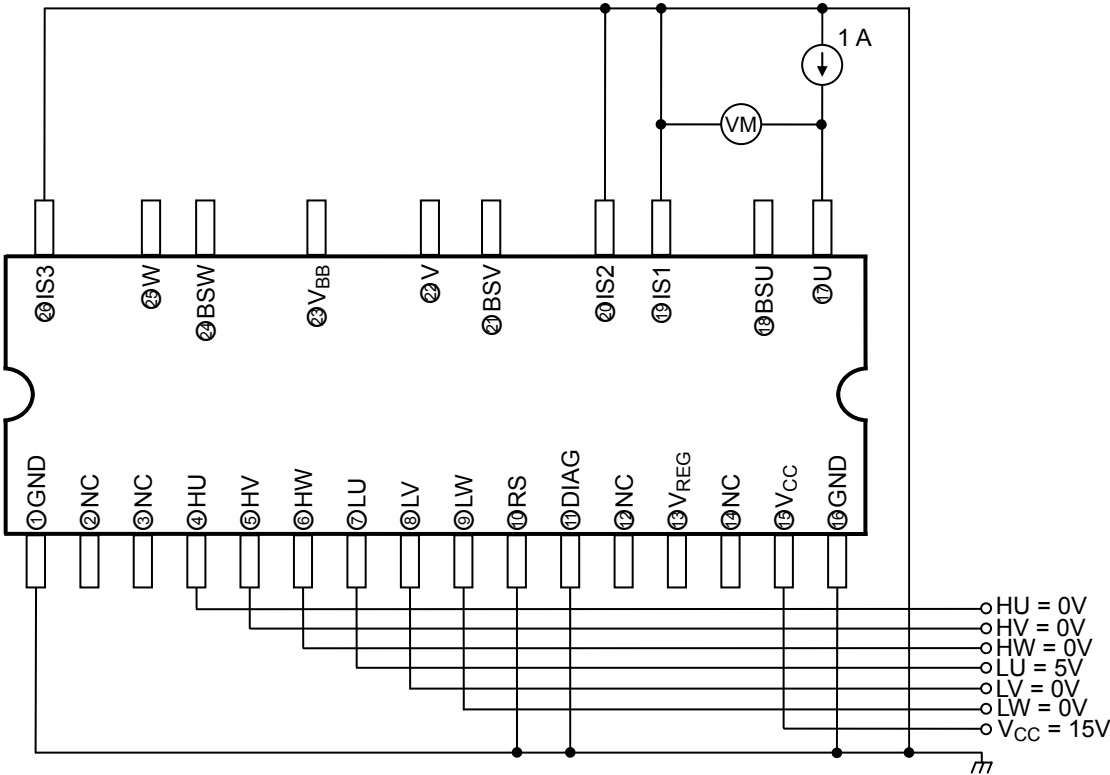 1 A
VM
㉖IS3
㉕W
㉔BSW
㉓VBB
㉒V
㉑BSV
⑳IS2
⑲IS1
⑱BSU
⑰U
①GND
②NC
③NC
④HU
⑤HV
⑥HW
⑦LU
⑧LV
⑨LW
⑩RS
⑪DIAG
⑫NC
⑬VREG
⑭NC
⑮VCC
⑯GND
HU = 0V
HV = 0V
HW = 0V
LU = 5V
LV = 0V
LW = 0V
VCC = 15V